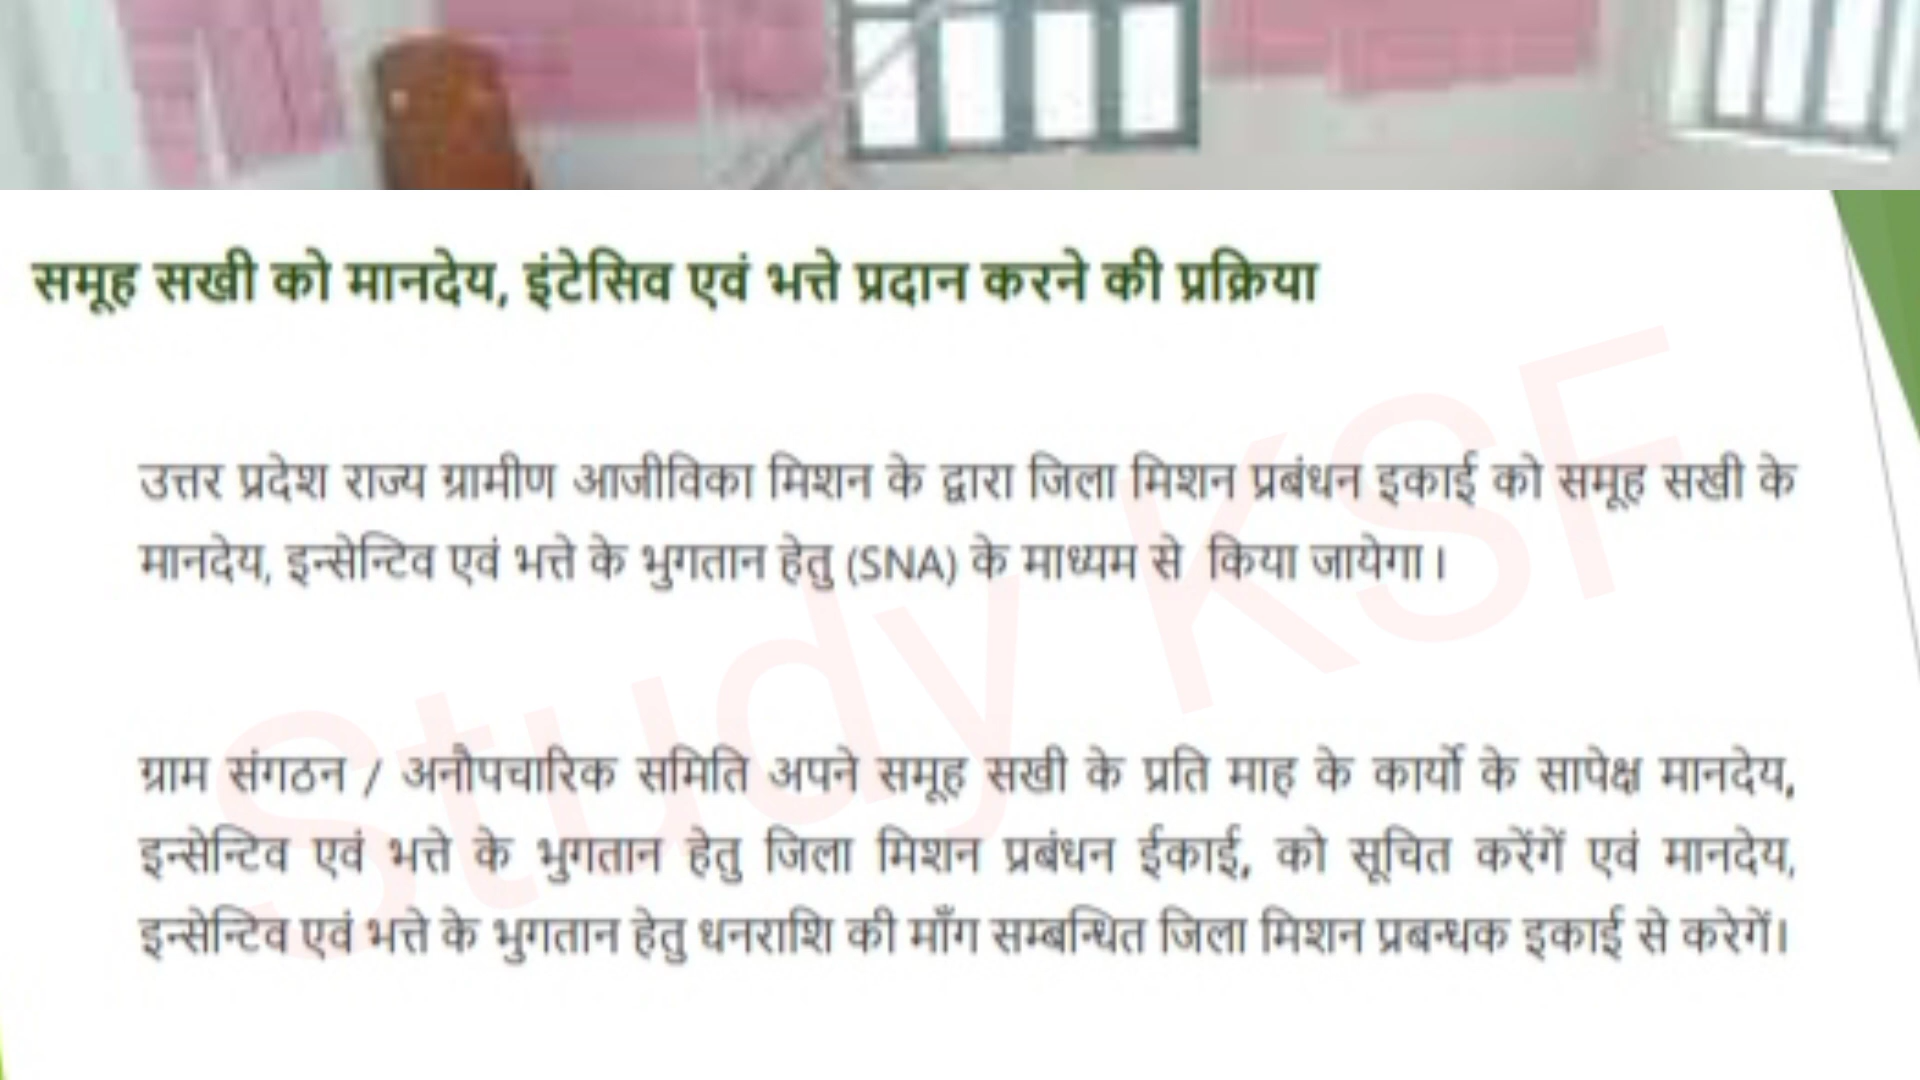 समूह सखी को मानदेय, इंटेसिव एवं भत्ते प्रदान करने की प्रक्रिया
उत्तर प्रदेश राज्य ग्रामीण आजीविका मिशन के द्वारा जिला मिशन प्रबंधन इकाई को समूह सखी के
मानदेय, इन्सेन्टिव एवं भत्ते के भुगतान हेतु (SNA) के माध्यम से किया जायेगा।
ग्राम संगठन / अनौपचारिक समिति अपने समूह सखी के प्रति माह के कार्यो के सापेक्ष मानदेय,
इन्सेन्टिव एवं भत्ते के भुगतान हेतु जिला मिशन प्रबंधन ईकाई, को सूचित करेंगें एवं मानदेय,
इन्सेन्टिव एवं भत्ते के भुगतान हेतु धनराशि की माँग सम्बन्धित जिला मिशन प्रबन्धक इकाई से करेगें।
Study KSF